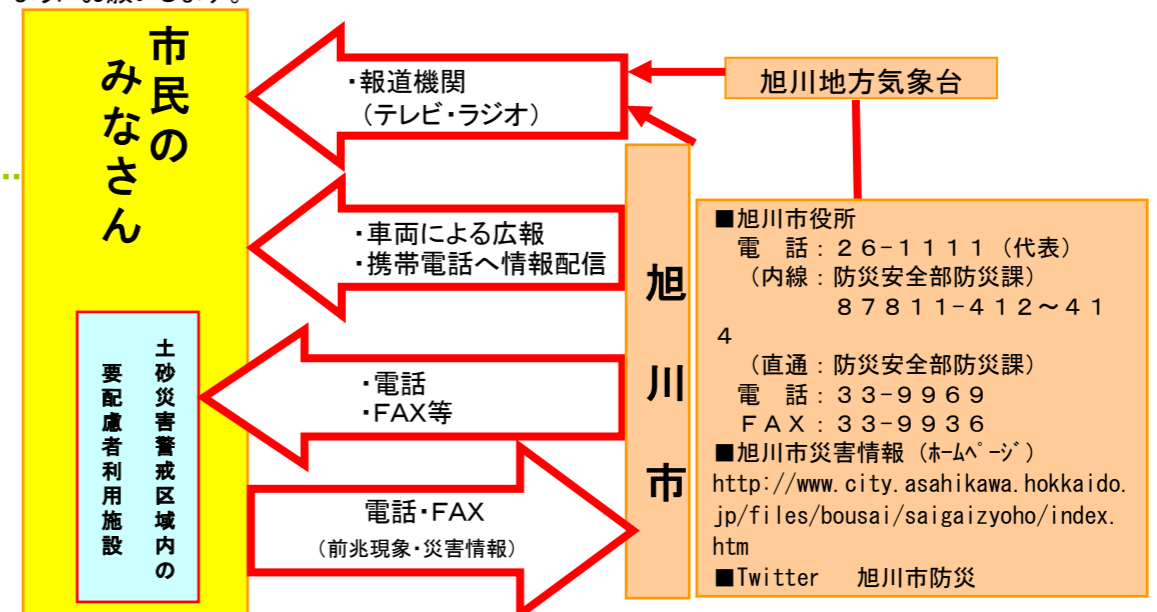 市民の
みなさん
土砂災害警戒区域内の
要配慮者利用施設
・報道機関
（テレビ・ラジオ）
・車両による広報
・携帯電話へ情報配信
・電話
・FAX等
電話・FAX
（前兆現象・災害情報）
旭川市
旭川地方気象台
■旭川市役所
電　話：２６-１１１１（代表）
（内線：防災安全部防災課）
８７８１１-４１２～４１
４
（直通：防災安全部防災課）
電　話：３３-９９６９
ＦＡＸ：３３-９９３６
■旭川市災害情報（ﾎｰﾑﾍﾟｰｼﾞ）
http://www.city.asahikawa.hokkaido.
jp/files/bousai/saigaizyoho/index.
htm
■Twitter　旭川市防災